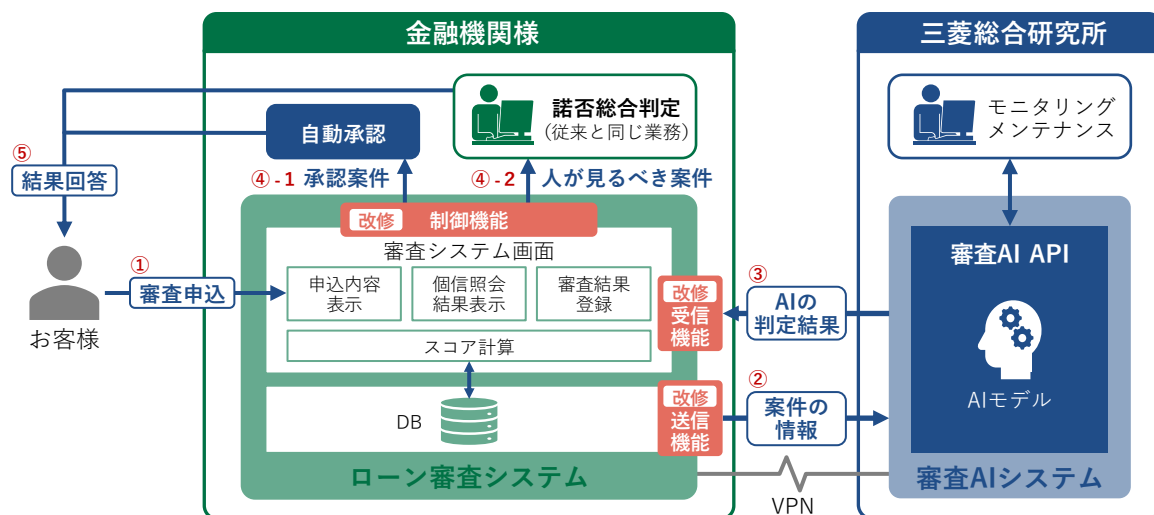 金融機関様
三菱総合研究所
諾否総合判定
(従来と同じ業務)
自動承認
モニタリング
メンテナンス
⑤
結果回答
④-1 承認案件
④-2 人が見るべき案件
改修 制御機能
審査システム画面
申込内容
表示
個信照会
結果表示
審査結果
登録
スコア計算
DB
ローン審査システム
①
審査申込
お客様
改修
受信
機能
③
AIの
判定結果
改修
送信
機能
②
案件の
情報
VPN
審査AI API
AIモデル
審査AIシステム